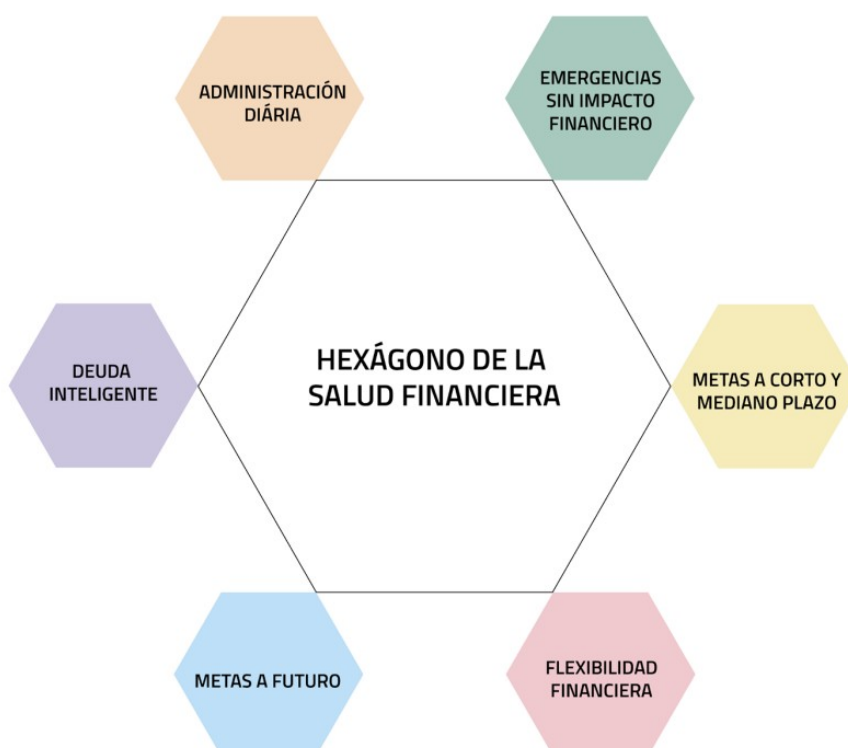 ADMINISTRACIÓN
DIÁRIA
EMERGENCIAS
SIN IMPACTO
FINANCIERO
DEUDA
INTELIGENTE
HEXÁGONO DE LA
SALUD FINANCIERA
METAS A CORTO Y
MEDIANO PLAZO
METAS A FUTURO
FLEXIBILIDAD
FINANCIERA